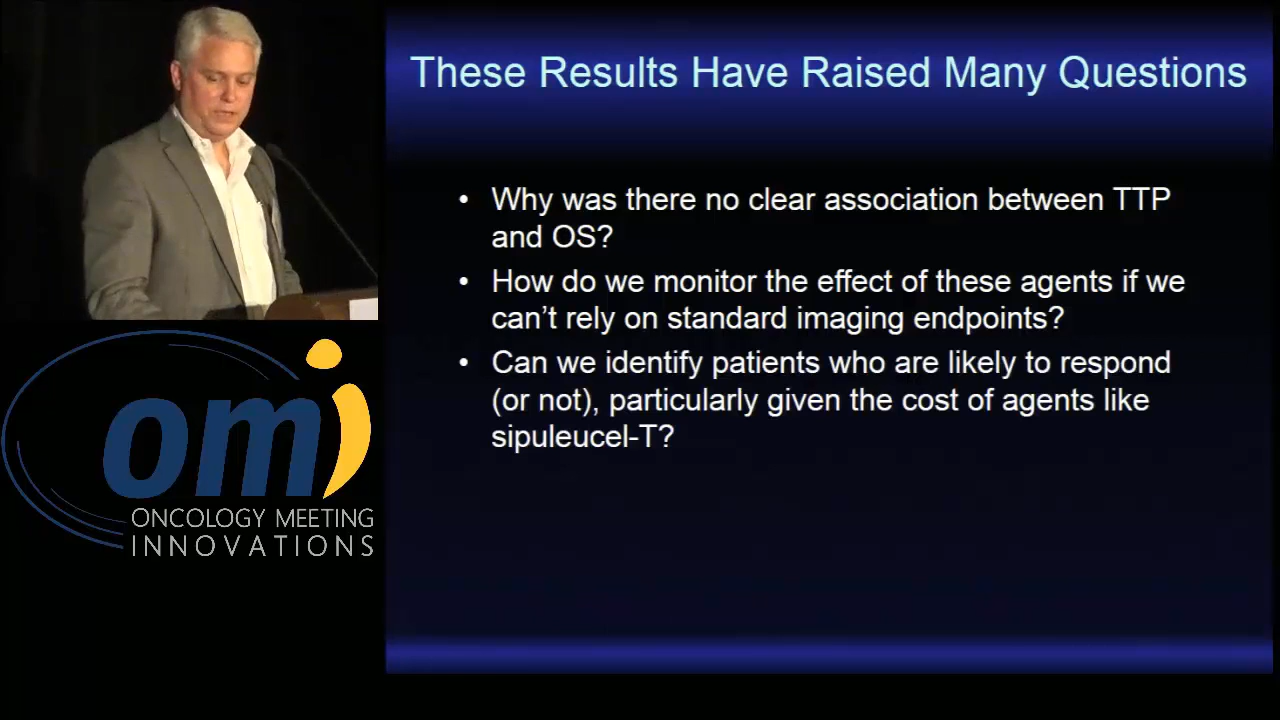 These Results Have Raised Many Questions
• Why was there no clear association between TTP
and OS?
• How do we monitor the effect of these agents if we
can't rely on standard imaging endpoints?
• Can we identify patients who are likely to respond
(or not), particularly given the cost of agents like
sipuleucel-T?
omi
ONCOLOGY MEETING
INNOVATIONS